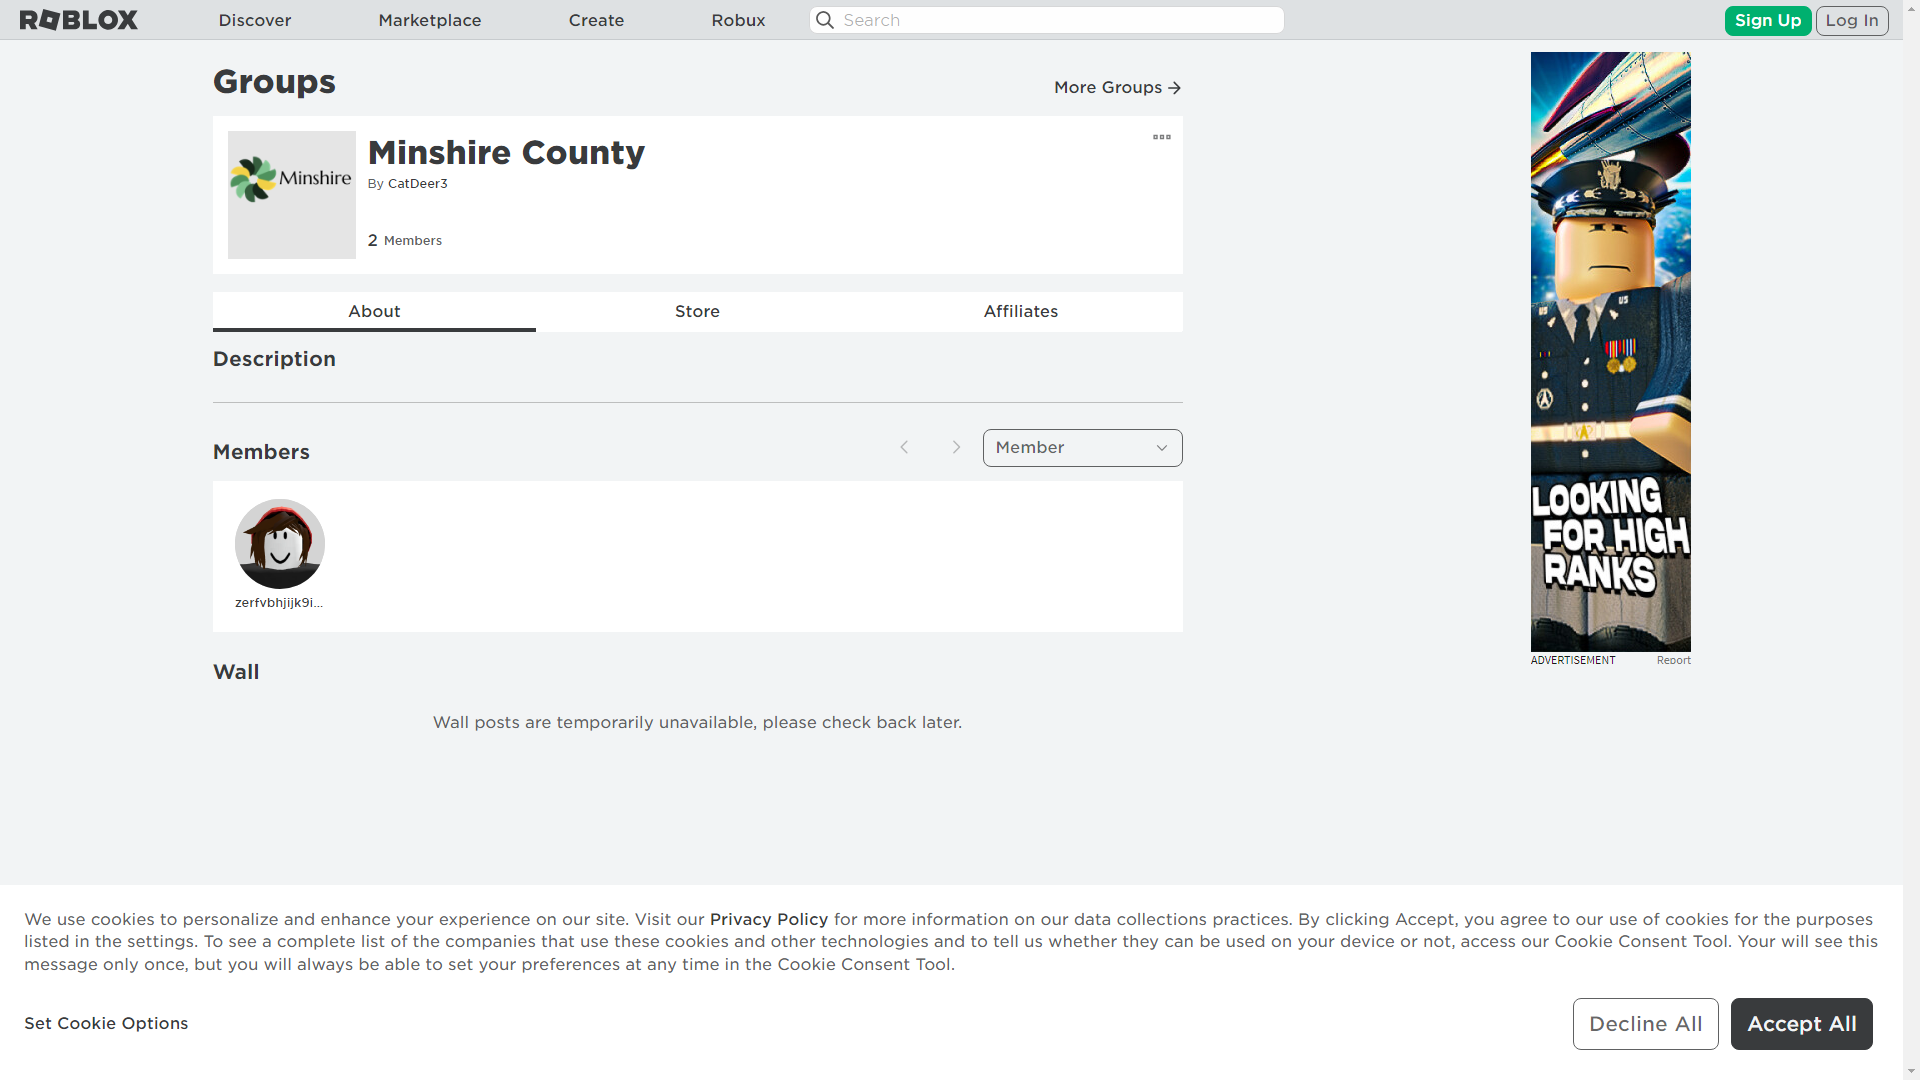 ROBLOX
Discover
Marketplace
Create
Robux
Search
Sign Up
Log In
Groups
More Groups
Minshire
Minshire County
By CatDeer3
2 Members
About
Store
Affiliates
Description
Members
Member
zerfvbhjijk9i...
Wall
Wall posts are temporarily unavailable, please check back later.
US
US
LOOKING
FOR HIGH
RANKS
ADVERTISEMENT
Report
We use cookies to personalize and enhance your experience on our site. Visit our Privacy Policy for more information on our data collections practices. By clicking Accept, you agree to our use of cookies for the purposes
listed in the settings. To see a complete list of the companies that use these cookies and other technologies and to tell us whether they can be used on your device or not, access our Cookie Consent Tool. Your will see this
message only once, but you will always be able to set your preferences at any time in the Cookie Consent Tool.
Set Cookie Options
Decline All
Accept All